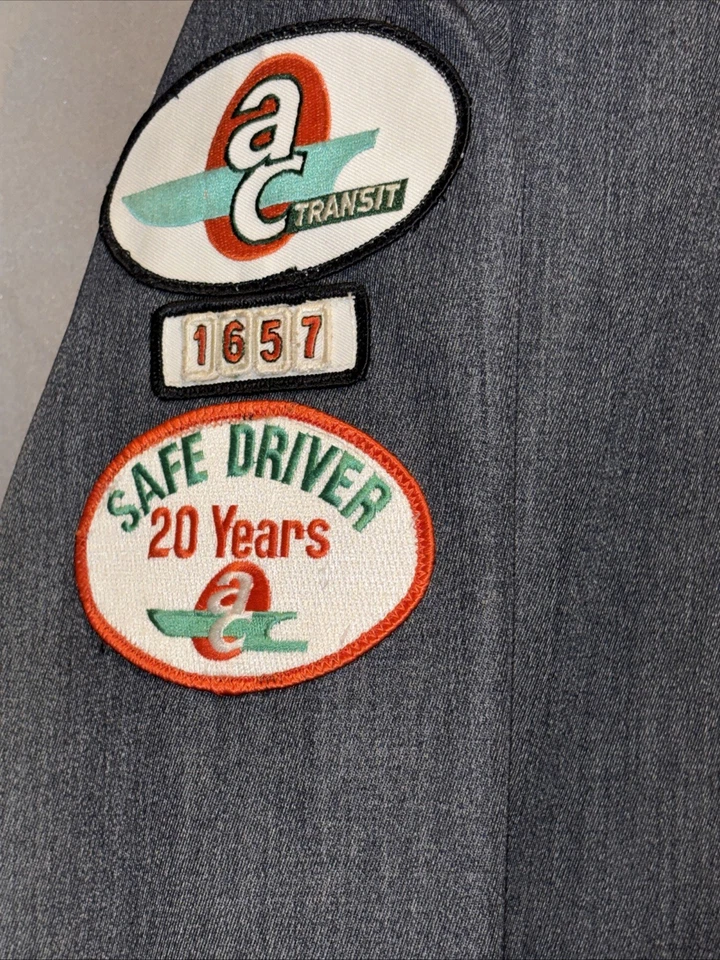 ac
TRANSIT
1657
SAFE DRIVER
20 Years
ac